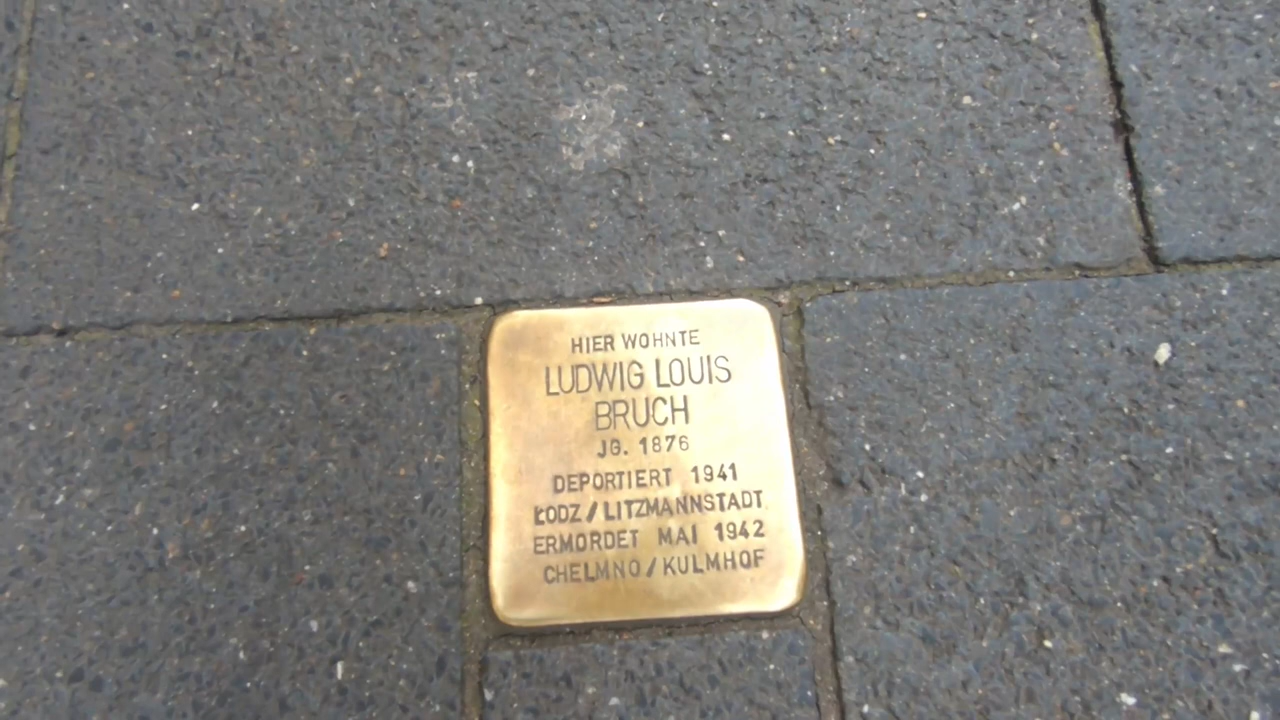 HIER WOHNTE
LUDWIG LOUIS
BRUCH
JG. 1876
DEPORTIERT 1941
ŁODZ / LITZMANNSTADT
ERMORDET MAI 1942
CHELMNO / KULMHOF